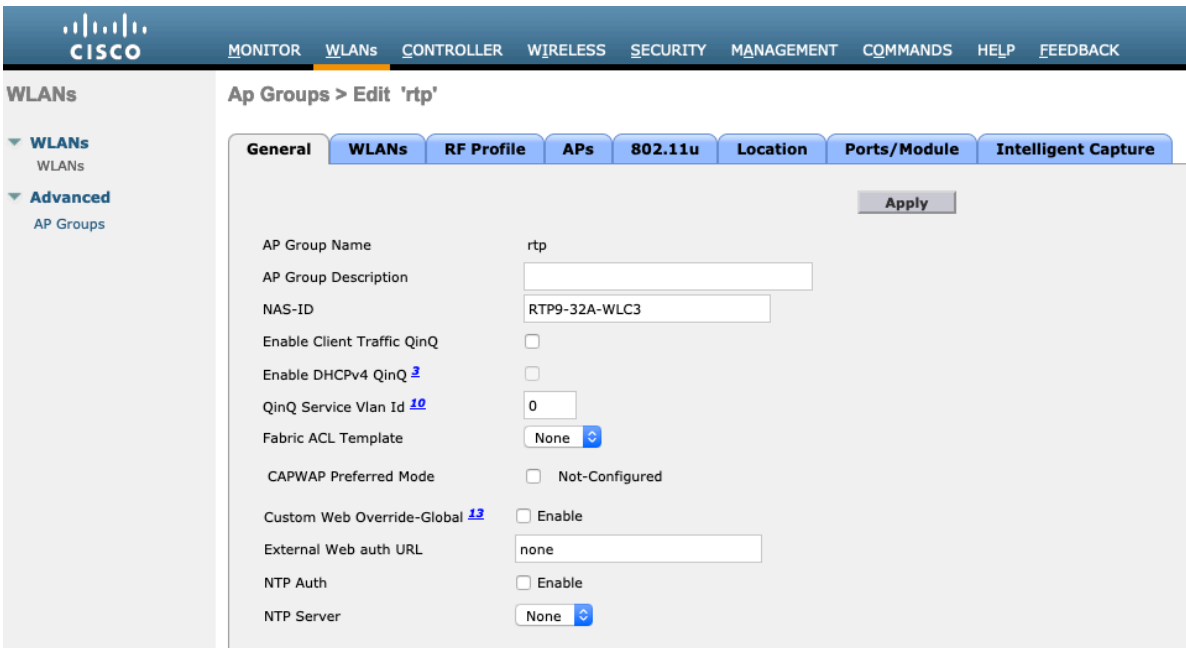 CISCO
MONITOR WLANs CONTROLLER WIRELESS SECURITY MANAGEMENT COMMANDS HELP FEEDBACK
WLANs
Ap Groups > Edit 'rtp'
WLANs
WLANs
Advanced
AP Groups
General WLANs RF Profile APs 802.11u Location Ports/Module Intelligent Capture
Apply
AP Group Name rtp
AP Group Description
NAS-ID RTP9-32A-WLC3
Enable Client Traffic QinQ
Enable DHCPv4 QinQ 3
QinQ Service Vlan Id 10 0
Fabric ACL Template None
CAPWAP Preferred Mode Not-Configured
Custom Web Override-Global 13 Enable
External Web auth URL none
NTP Auth Enable
NTP Server None